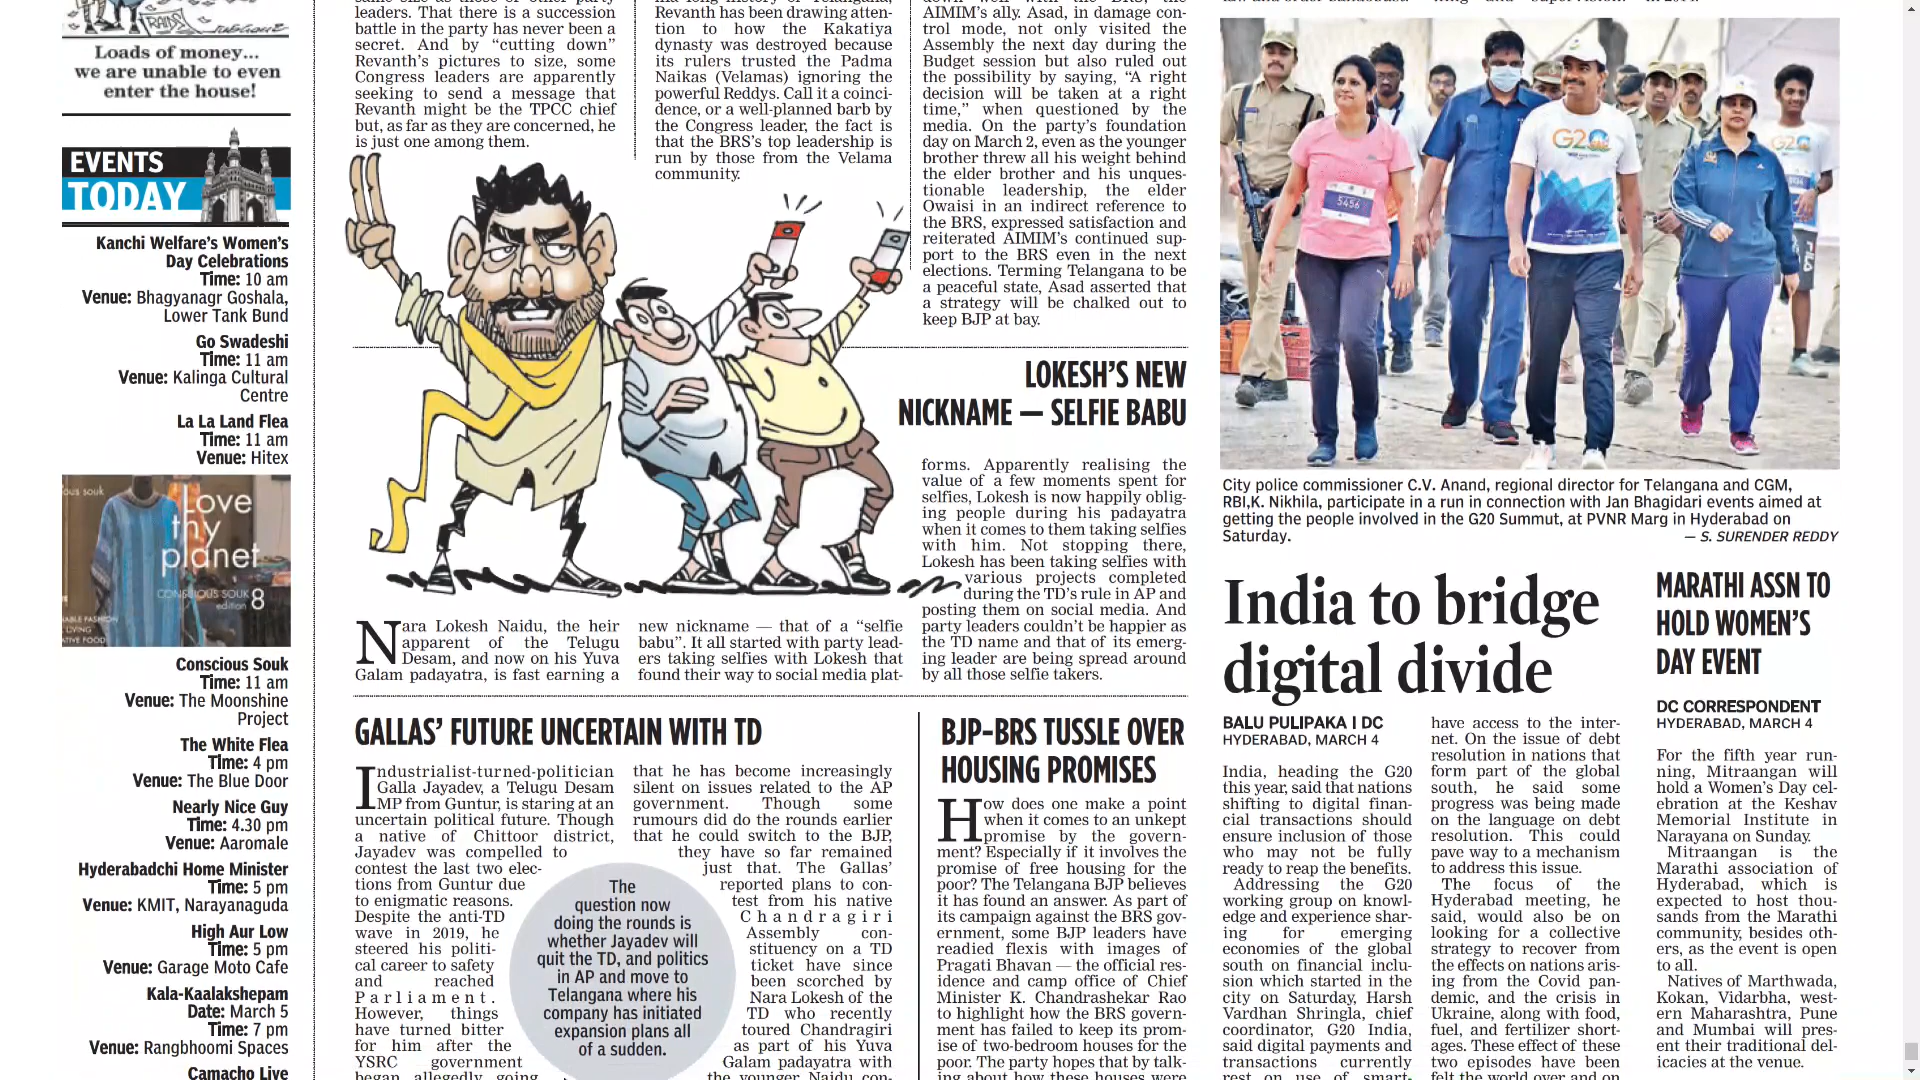 Loads of money...
we are unable to even
enter the house!
EVENTS
TODAY
Kanchi Welfare's Women's
Day Celebrations
Time: 10 am
Venue: Bhagyanagr Goshala,
Lower Tank Bund
Go Swadeshi
Time: 11 am
Venue: Kalinga Cultural
Centre
La La Land Flea
Time: 11 am
Venue: Hitex
ous souk
Love
thy
planet
CONSCIOUS SOUK
edition 8
ABLE FASHION
LIVING
ATIVE FOOD
Conscious Souk
Time: 11 am
Venue: The Moonshine
Project
The White Flea
Time: 4 pm
Venue: The Blue Door
Nearly Nice Guy
Time: 4.30 pm
Venue: Aaromale
Hyderabadchi Home Minister
Time: 5 pm
Venue: KMIT, Narayanaguda
High Aur Low
Time: 5 pm
Venue: Garage Moto Cafe
Kala-Kaalakshepam
Date: March 5
Time: 7 pm
Venue: Rangbhoomi Spaces
Camacho Live
leaders. That there is a succession
battle in the party has never been a
secret. And by “cutting down”
Revanth's pictures to size, some
Congress leaders are apparently
seeking to send a message that
Revanth might be the TPCC chief
but, as far as they are concerned, he
is just one among them.
Revanth has been drawing atten-
tion to how the Kakatiya
dynasty was destroyed because
its rulers trusted the Padma
Naikas (Velamas) ignoring the
powerful Reddys. Call it a coinci-
dence, or a well-planned barb by
the Congress leader, the fact is
that the BRS's top leadership is
run by those from the Velama
community.
AIMIM's ally. Asad, in damage con-
trol mode, not only visited the
Assembly the next day during the
Budget session but also ruled out
the possibility by saying, “A right
decision will be taken at a right
time,” when questioned by the
media. On the party's foundation
day on March 2, even as the younger
brother threw all his weight behind
the elder brother and his unques-
tionable leadership, the elder
Owaisi in an indirect reference to
the BRS, expressed satisfaction and
reiterated AIMIM's continued sup-
port to the BRS even in the next
elections. Terming Telangana to be
a peaceful state, Asad asserted that
a strategy will be chalked out to
keep BJP at bay.
LOKESH'S NEW
NICKNAME — SELFIE BABU
Nara Lokesh Naidu, the heir
apparent of the Telugu
Desam, and now on his Yuva
Galam padayatra, is fast earning a
new nickname — that of a “selfie
babu”. It all started with party lead-
ers taking selfies with Lokesh that
found their way to social media plat-
forms. Apparently realising the
value of a few moments spent for
selfies, Lokesh is now happily oblig-
ing people during his padayatra
when it comes to them taking selfies
with him. Not stopping there,
Lokesh has been taking selfies with
various projects completed
during the TD's rule in AP and
posting them on social media. And
party leaders couldn't be happier as
the TD name and that of its emerg-
ing leader are being spread around
by all those selfie takers.
GALLAS' FUTURE UNCERTAIN WITH TD
Industrialist-turned-politician
Galla Jayadev, a Telugu Desam
MP from Guntur, is staring at an
uncertain political future. Though
a native of Chittoor district,
Jayadev was compelled to
contest the last two elec-
tions from Guntur due
to enigmatic reasons.
Despite the anti-TD
wave in 2019, he
steered his politi-
cal career to safety
and reached
Parliament.
However, things
have turned bitter
for him after the
YSRC government
began allegedly going
that he has become increasingly
silent on issues related to the AP
government. Though some
rumours did do the rounds earlier
that he could switch to the BJP,
they have so far remained
just that. The Gallas'
reported plans to con-
test from his native
Chandragiri
Assembly con-
stituency on a TD
ticket have since
been scorched by
Nara Lokesh of the
TD who recently
toured Chandragiri
as part of his Yuva
Galam padayatra with
the younger Naidu con-
The
question now
doing the rounds is
whether Jayadev will
quit the TD, and politics
in AP and move to
Telangana where his
company has initiated
expansion plans all
of a sudden.
BJP-BRS TUSSLE OVER
HOUSING PROMISES
How does one make a point
when it comes to an unkept
promise by the govern-
ment? Especially if it involves the
promise of free housing for the
poor? The Telangana BJP believes
it has found an answer. As part of
its campaign against the BRS gov-
ernment, some BJP leaders have
readied flexis with images of
Pragati Bhavan — the official res-
idence and camp office of Chief
Minister K. Chandrashekar Rao
to highlight how the BRS govern-
ment has failed to keep its prom-
ise of two-bedroom houses for the
poor. The party hopes that by talk-
ing about how these houses were
G20
5456
City police commissioner C.V. Anand, regional director for Telangana and CGM,
RBI,K. Nikhila, participate in a run in connection with Jan Bhagidari events aimed at
getting the people involved in the G20 Summut, at PVNR Marg in Hyderabad on
Saturday.
— S. SURENDER REDDY
India to bridge
digital divide
BALU PULIPAKA I DC
HYDERABAD, MARCH 4
India, heading the G20
this year, said that nations
shifting to digital finan-
cial transactions should
ensure inclusion of those
who may not be fully
ready to reap the benefits.
Addressing the G20
working group on knowl-
edge and experience shar-
ing for emerging
economies of the global
south on financial inclu-
sion which started in the
city on Saturday, Harsh
Vardhan Shringla, chief
coordinator, G20 India,
said digital payments and
transactions currently
rest on use of smart-
have access to the inter-
net. On the issue of debt
resolution in nations that
form part of the global
south, he said some
progress was being made
on the language on debt
resolution. This could
pave way to a mechanism
to address this issue.
The focus of the
Hyderabad meeting, he
said, would also be on
looking for a collective
strategy to recover from
the effects on nations aris-
ing from the Covid pan-
demic, and the crisis in
Ukraine, along with food,
fuel, and fertilizer short-
ages. These effect of these
two episodes have been
felt the world over and on
MARATHI ASSN TO
HOLD WOMEN'S
DAY EVENT
DC CORRESPONDENT
HYDERABAD, MARCH 4
For the fifth year run-
ning, Mitraangan will
hold a Women's Day cel-
ebration at the Keshav
Memorial Institute in
Narayana on Sunday.
Mitraangan is the
Marathi association of
Hyderabad, which is
expected to host thou-
sands from the Marathi
community, besides oth-
ers, as the event is open
to all.
Natives of Marthwada,
Kokan, Vidarbha, west-
ern Maharashtra, Pune
and Mumbai will pres-
ent their traditional del-
icacies at the venue.